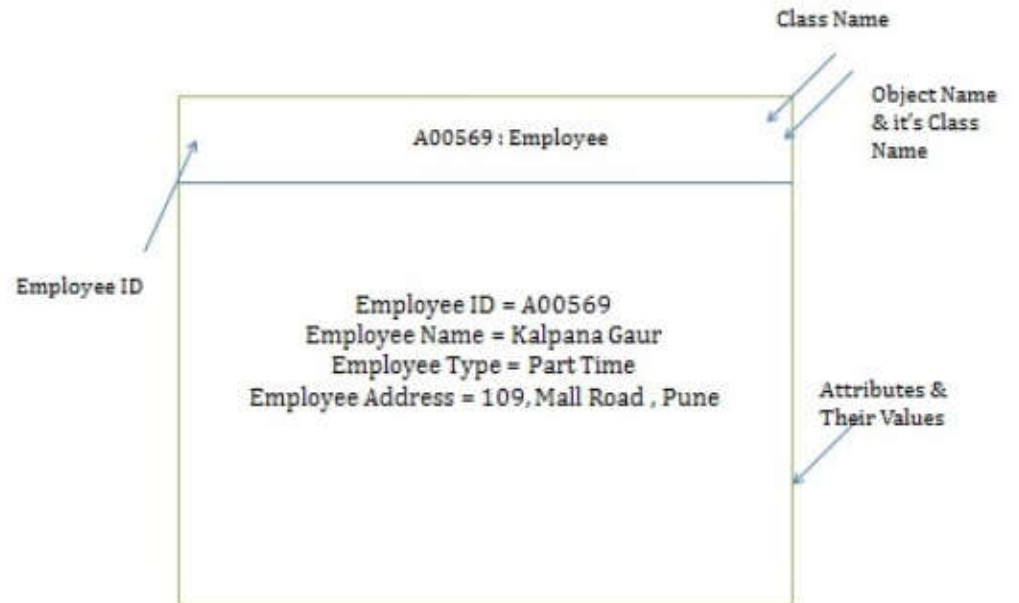 Class Name
Object Name
& it's Class
Name
A00569 : Employee
Employee ID
Employee ID = A00569
Employee Name = Kalpana Gaur
Employee Type = Part Time
Employee Address = 109, Mall Road , Pune
Attributes &
Their Values